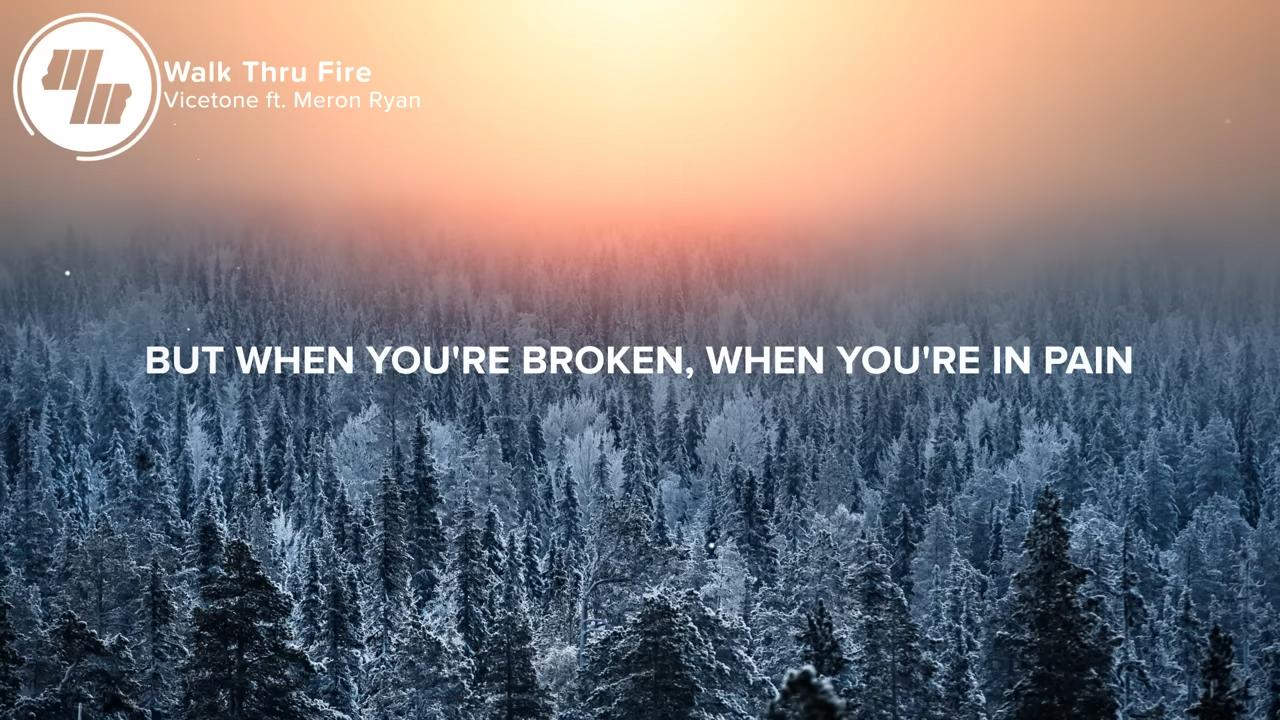 Walk Thru Fire
Vicetone ft. Meron Ryan
BUT WHEN YOU'RE BROKEN, WHEN YOU'RE IN PAIN